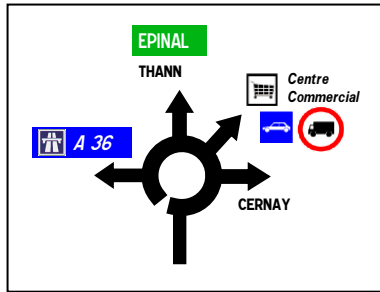 EPINAL
THANN
Centre
Commercial
A 36
CERNAY